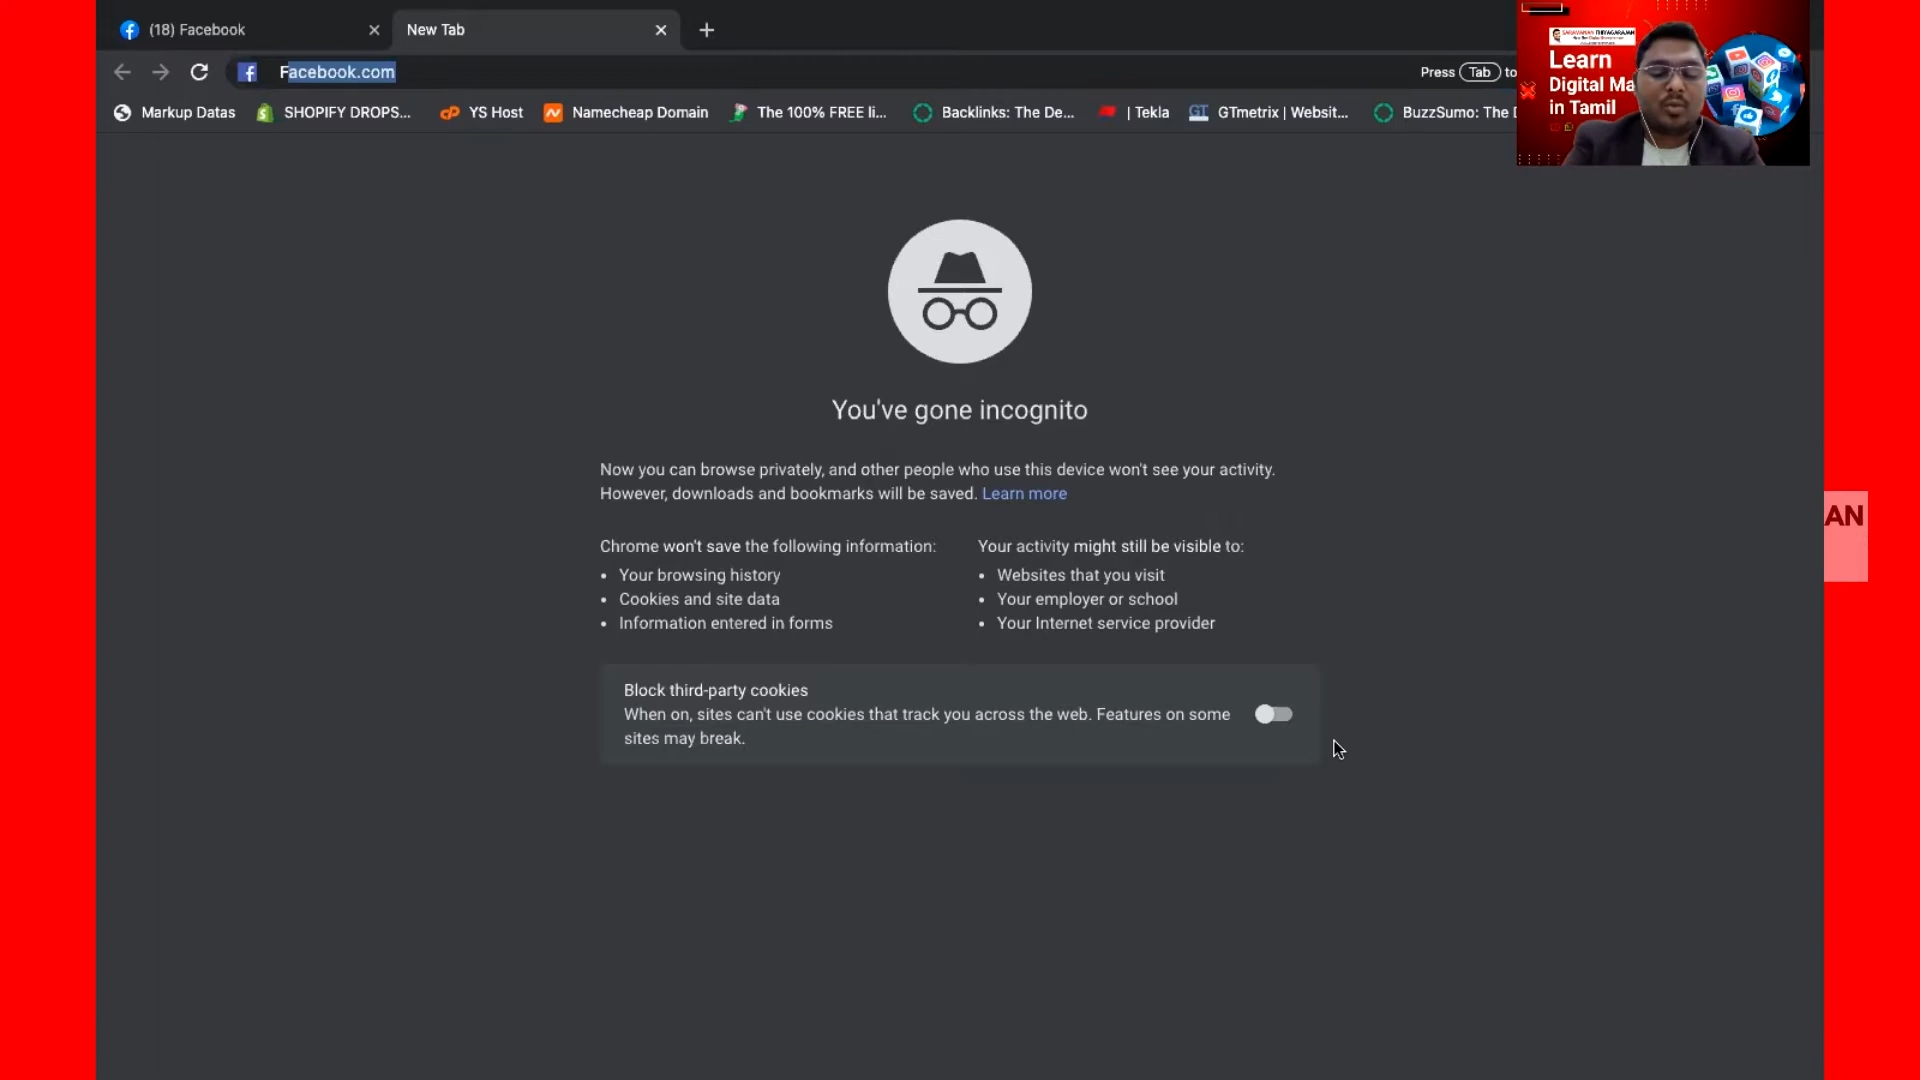 (18) Facebook
New Tab
Facebook.com
Press Tab to
Markup Datas
SHOPIFY DROPS...
YS Host
Namecheap Domain
The 100% FREE li...
Backlinks: The De...
| Tekla
GT
GTmetrix | Websit...
BuzzSumo: The D
SARAVANAN THIYAGARAJAN
Learn
Digital Ma
in Tamil
You've gone incognito
Now you can browse privately, and other people who use this device won't see your activity.
However, downloads and bookmarks will be saved. Learn more
Chrome won't save the following information:
• Your browsing history
• Cookies and site data
• Information entered in forms
Your activity might still be visible to:
• Websites that you visit
• Your employer or school
• Your Internet service provider
Block third-party cookies
When on, sites can't use cookies that track you across the web. Features on some
sites may break.
AN